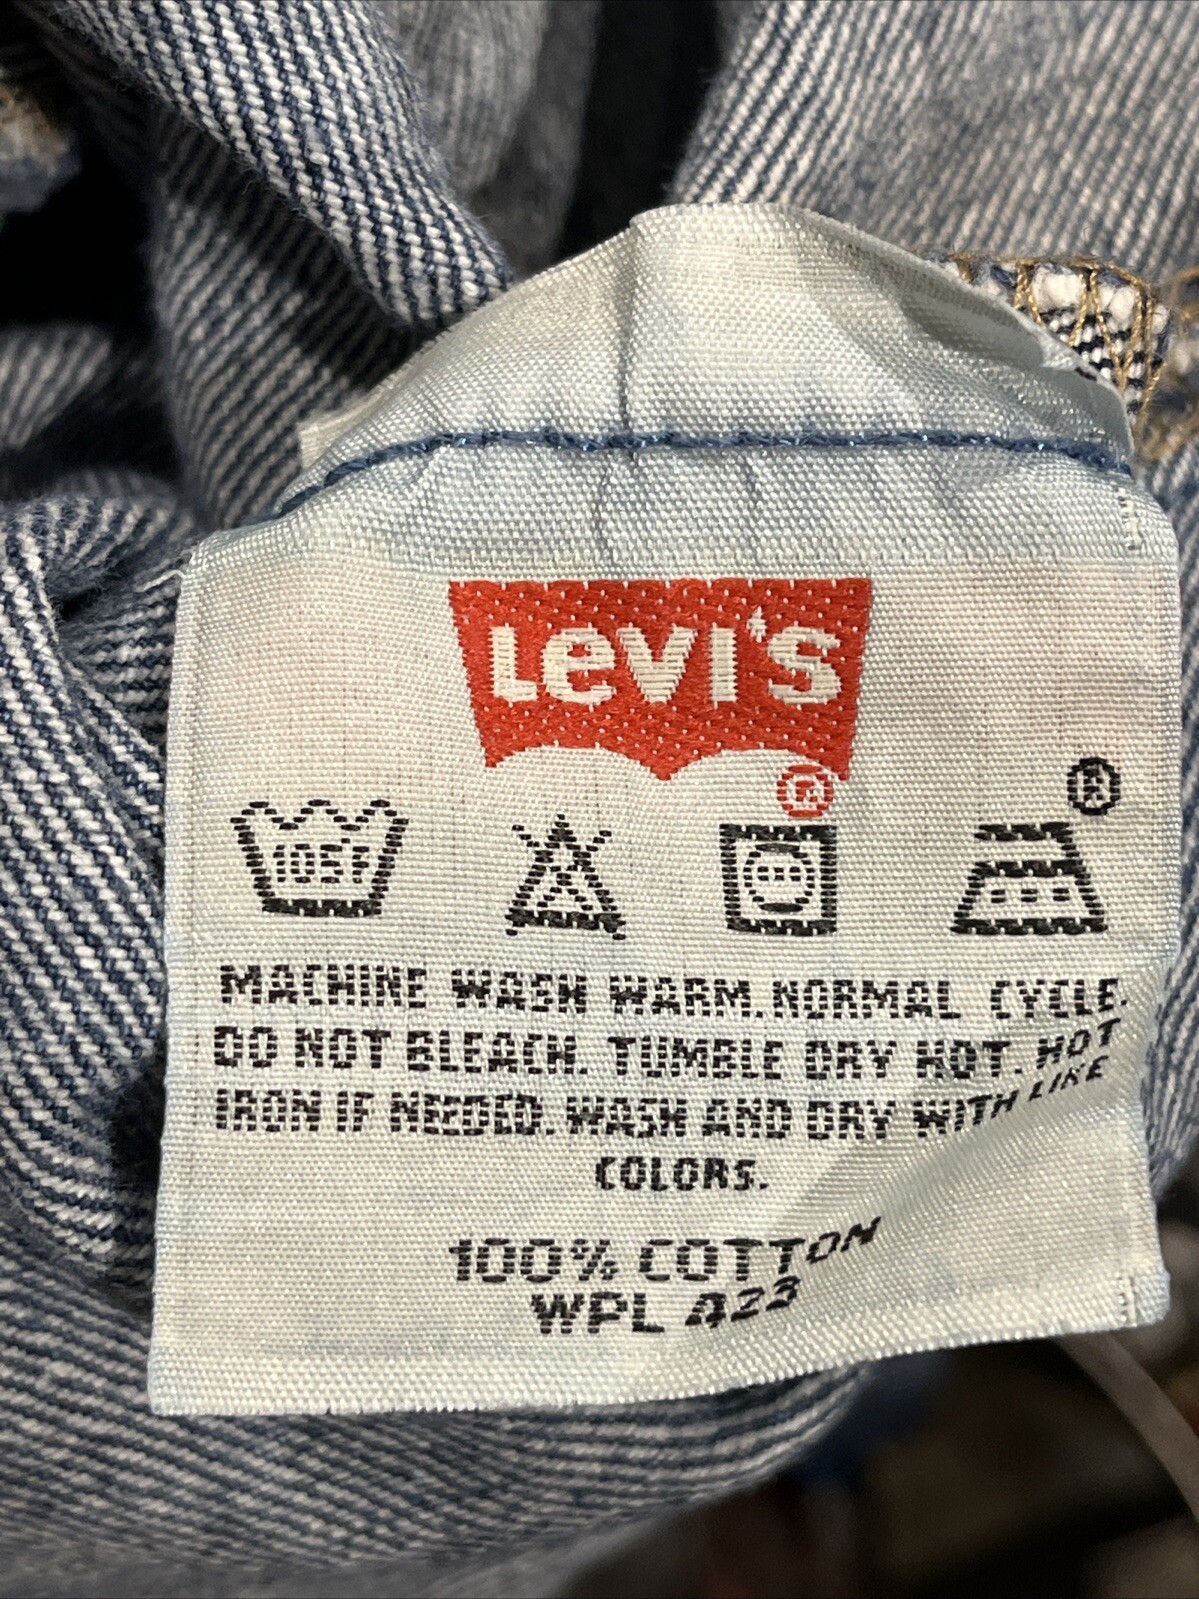 LEVI'S
®
®
105°F
MACHINE WASH WARM. NORMAL CYCLE.
DO NOT BLEACH. TUMBLE DRY HOT. HOT
IRON IF NEEDED. WASH AND DRY WITH LIKE
COLORS.
100% COTTON
WPL 423